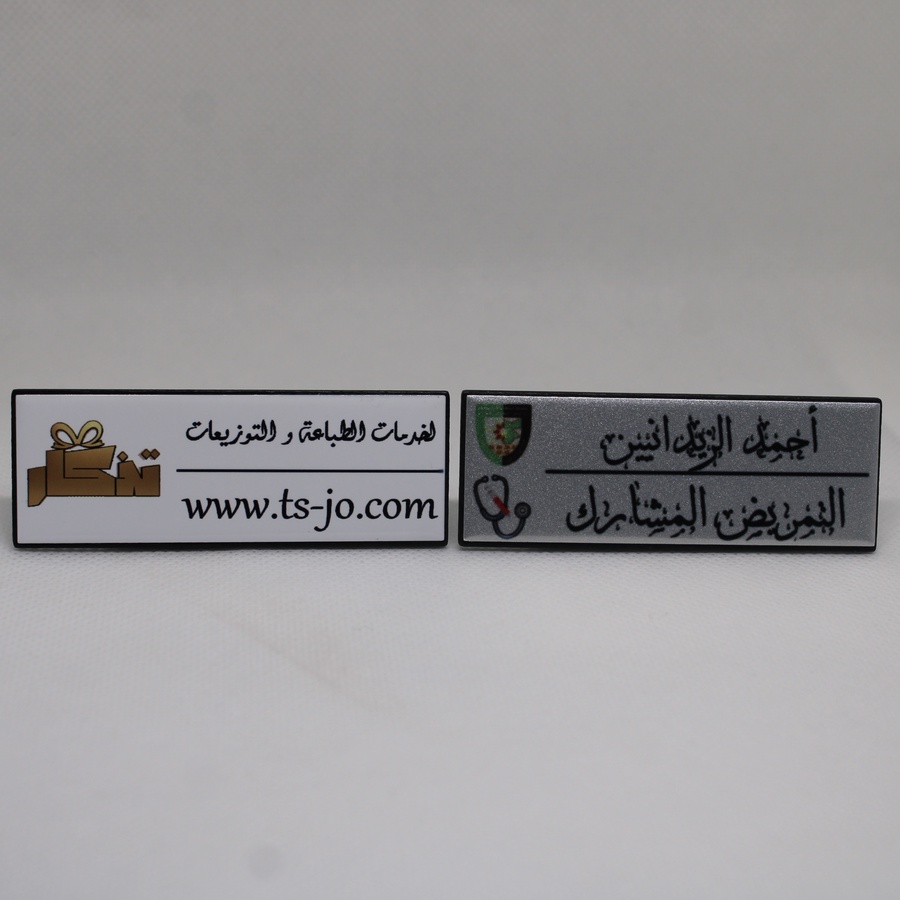 تذكار
لخدمات الطباعة و التوزيعات
www.ts-jo.com
أحمد الزيدانيين
التمريض المشارك